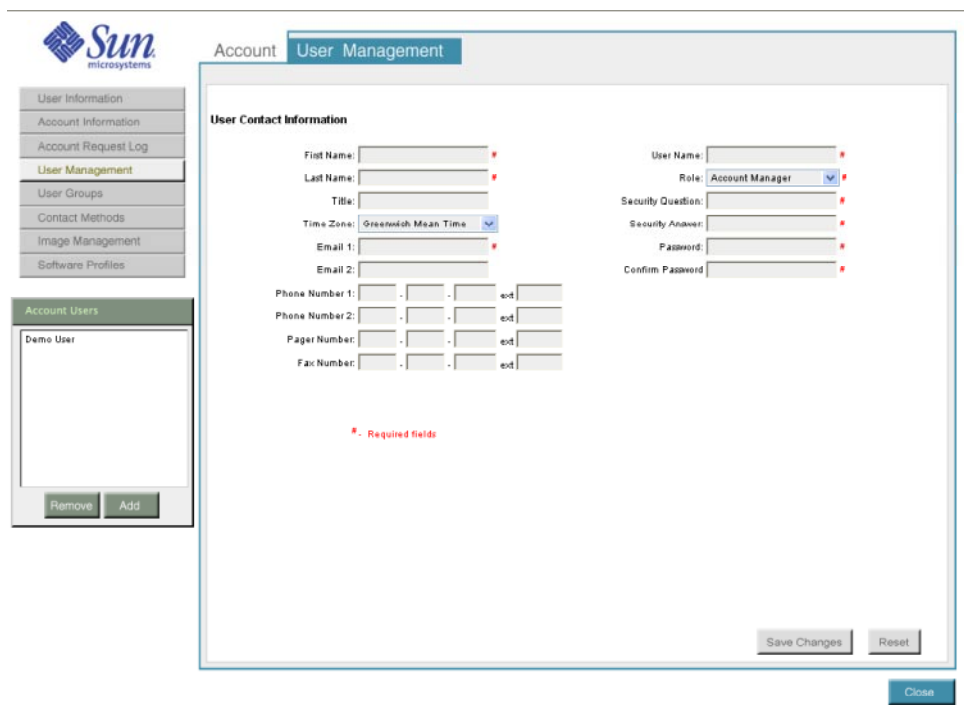 Sun
microsystems
Account
User Management
User Information
Account Information
Account Request Log
User Management
User Groups
Contact Methods
Image Management
Software Profiles
Account Users
Demo User
Remove
Add
User Contact Information
First Name: #
Last Name: #
Title:
Time Zone: Greenwich Mean Time
Email 1: #
Email 2:
Phone Number 1: - - ext
Phone Number 2: - - ext
Pager Number: - - ext
Fax Number: - - ext
User Name: #
Role: Account Manager #
Security Question: #
Security Answer: #
Password: #
Confirm Password #
#- Required fields
Save Changes
Reset
Close